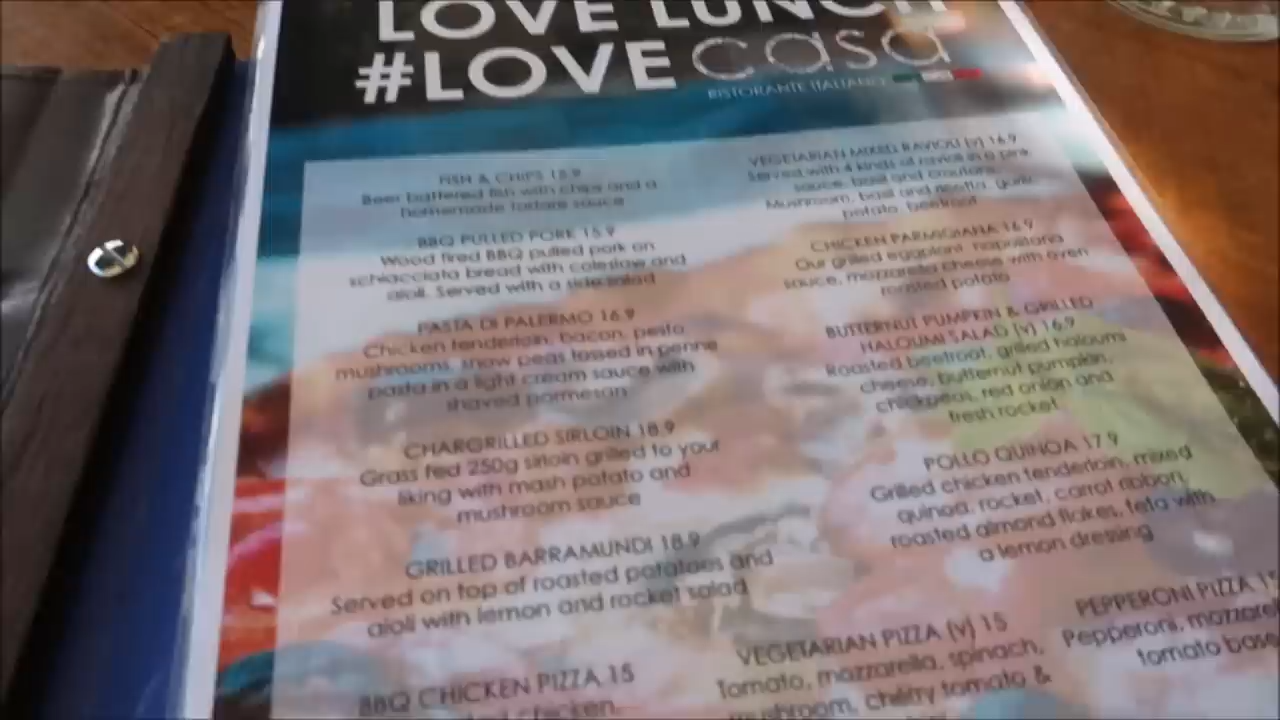 LOVE LUNCH
#LOVE casa
RISTORANTE ITALIANO
FISH & CHIPS 15.9
Beer battered fish with chips and a
homemade tartare sauce
BBQ PULLED PORK 15.9
Wood fired BBQ pulled pork on
schiacciata bread with coleslaw and
aioli. Served with a side salad
PASTA DI PALERMO 16.9
Chicken tenderloin, bacon, pesto,
mushrooms, snow peas tossed in penne
pasta in a light cream sauce with
shaved parmesan
CHARGRILLED SIRLOIN 18.9
Grass fed 250g sirloin grilled to your
liking with mash potato and
mushroom sauce
GRILLED BARRAMUNDI 18.9
Served on top of roasted potatoes and
aioli with lemon and rocket salad
BBQ CHICKEN PIZZA 15
chicken,
VEGETARIAN MIXED RAVIOLI (v) 16.9
Served with 4 kinds of ravioli in a pink
sauce, basil and croutons.
Mushroom, basil and ricotta, garlic
potato, beetroot
CHICKEN PARMIGIANA 16.9
Our grilled eggplant, napolitana
sauce, mozzarella cheese with oven
roasted potato
BUTTERNUT PUMPKIN & GRILLED
HALOUMI SALAD (v) 16.9
Roasted beetroot, grilled haloumi
cheese, butternut pumpkin,
chickpeas, red onion and
fresh rocket
POLLO QUINOA 17.9
Grilled chicken tenderloin, mixed
quinoa, rocket, carrot ribbon,
roasted almond flakes, feta with
a lemon dressing
VEGETARIAN PIZZA (v) 15
Tomato, mozzarella, spinach,
mushroom, cherry tomato &
PEPPERONI PIZZA
Pepperoni, mozzarel
tomato base